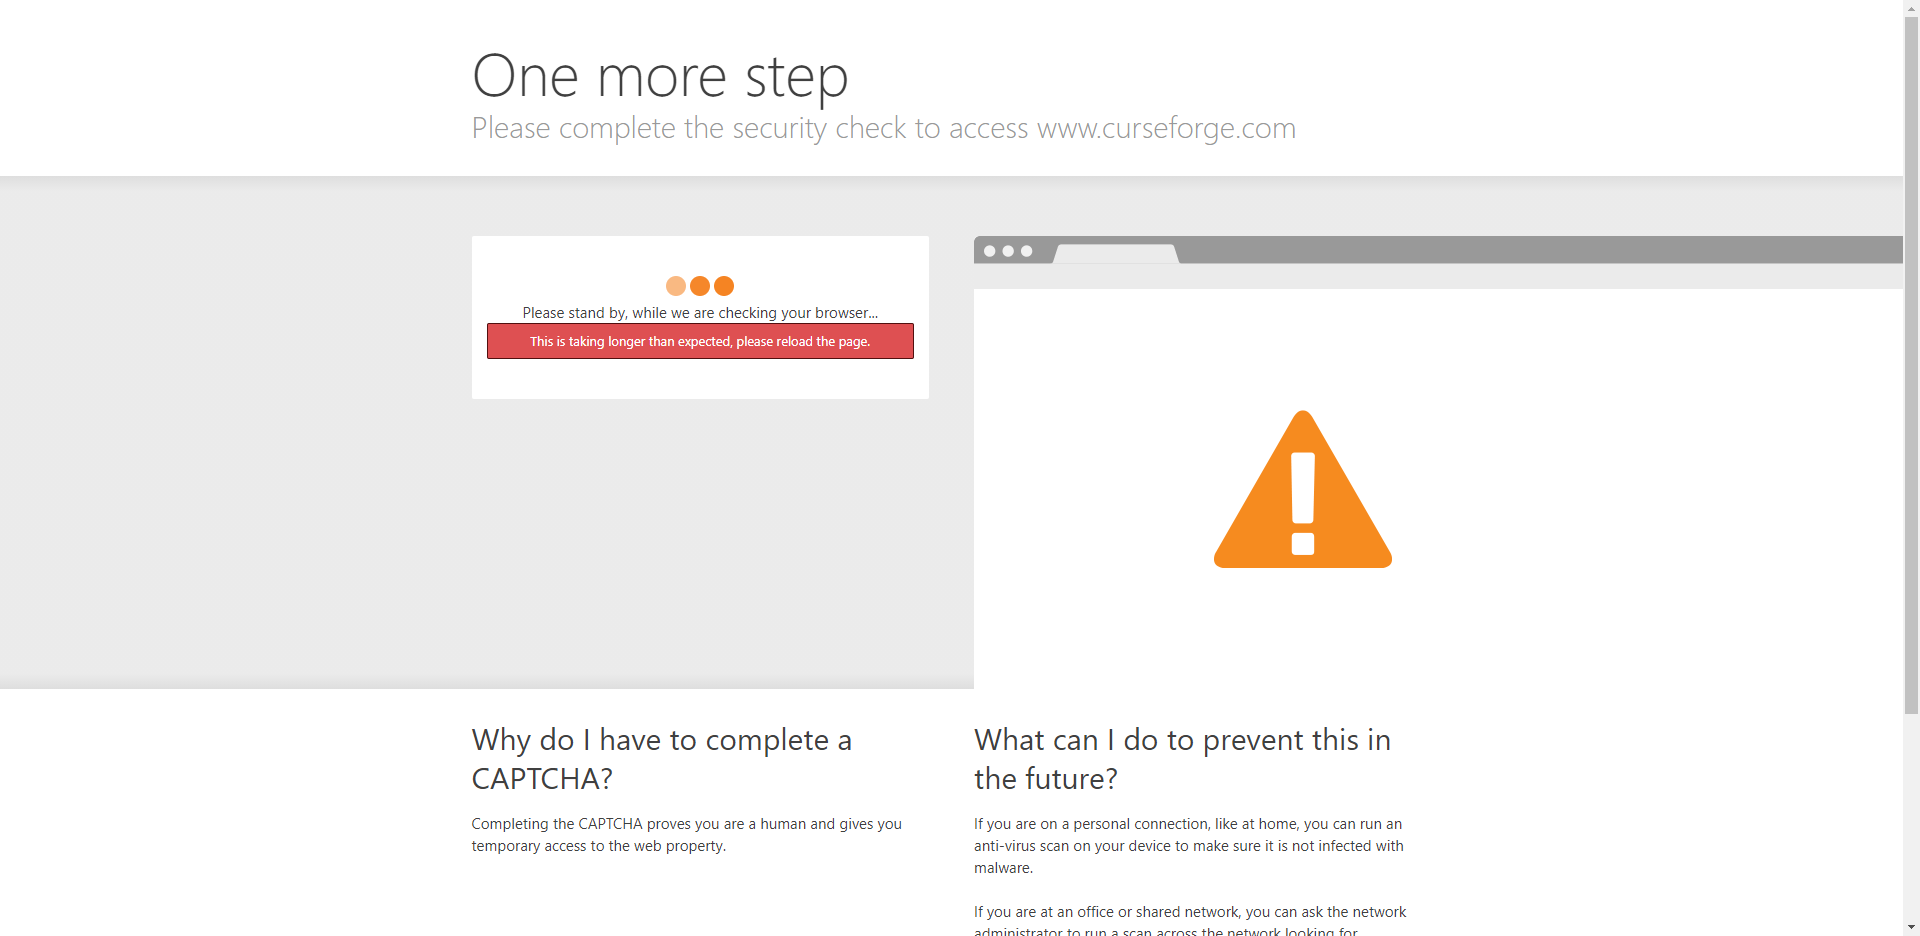 One more step
Please complete the security check to access www.curseforge.com
Please stand by, while we are checking your browser...
This is taking longer than expected, please reload the page.
Why do I have to complete a
CAPTCHA?
Completing the CAPTCHA proves you are a human and gives you
temporary access to the web property.
What can I do to prevent this in
the future?
If you are on a personal connection, like at home, you can run an
anti-virus scan on your device to make sure it is not infected with
malware.
If you are at an office or shared network, you can ask the network
administrator to run a scan across the network looking for